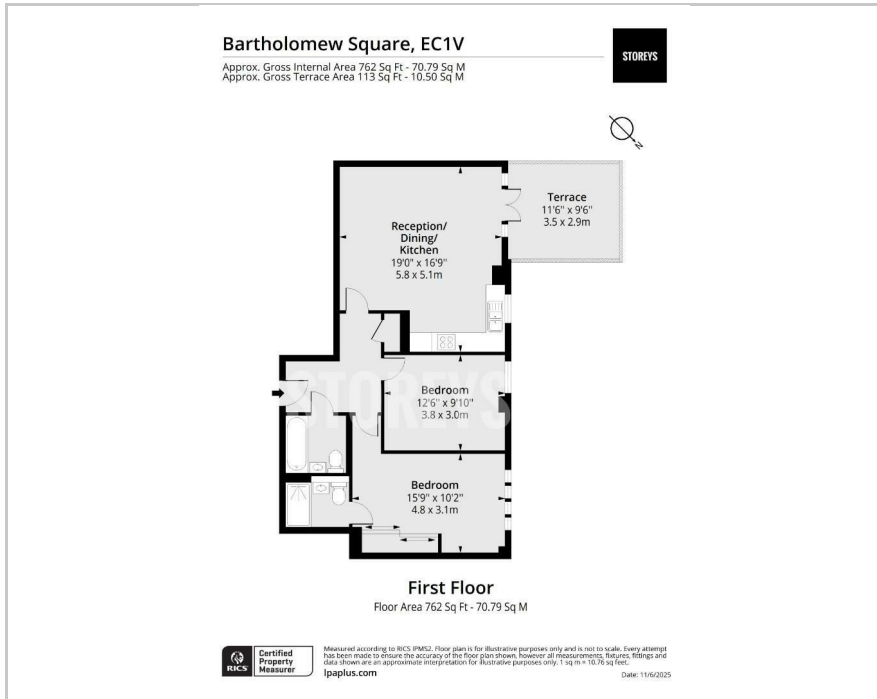 Bartholomew Square, EC1V
Approx. Gross Internal Area 762 Sq Ft - 70.79 Sq M
Approx. Gross Terrace Area 113 Sq Ft - 10.50 Sq M
STOREYS
N
Terrace
11'6" x 9'6"
3.5 x 2.9m
Reception/
Dining/
Kitchen
19'0" x 16'9"
5.8 x 5.1m
STOREYS
Bedroom
12'6" x 9'10"
3.8 x 3.0m
Bedroom
15'9" x 10'2"
4.8 x 3.1m
First Floor
Floor Area 762 Sq Ft - 70.79 Sq M
RICS
Certified
Property
Measurer
Measured according to RICS IPMS2. Floor plan is for illustrative purposes only and is not to scale. Every attempt
has been made to ensure the accuracy of the floor plan shown, however all measurements, fixtures, fittings and
data shown are an approximate interpretation for illustrative purposes only. 1 sq m = 10.76 sq feet.
lpaplus.com
Date: 11/6/2025